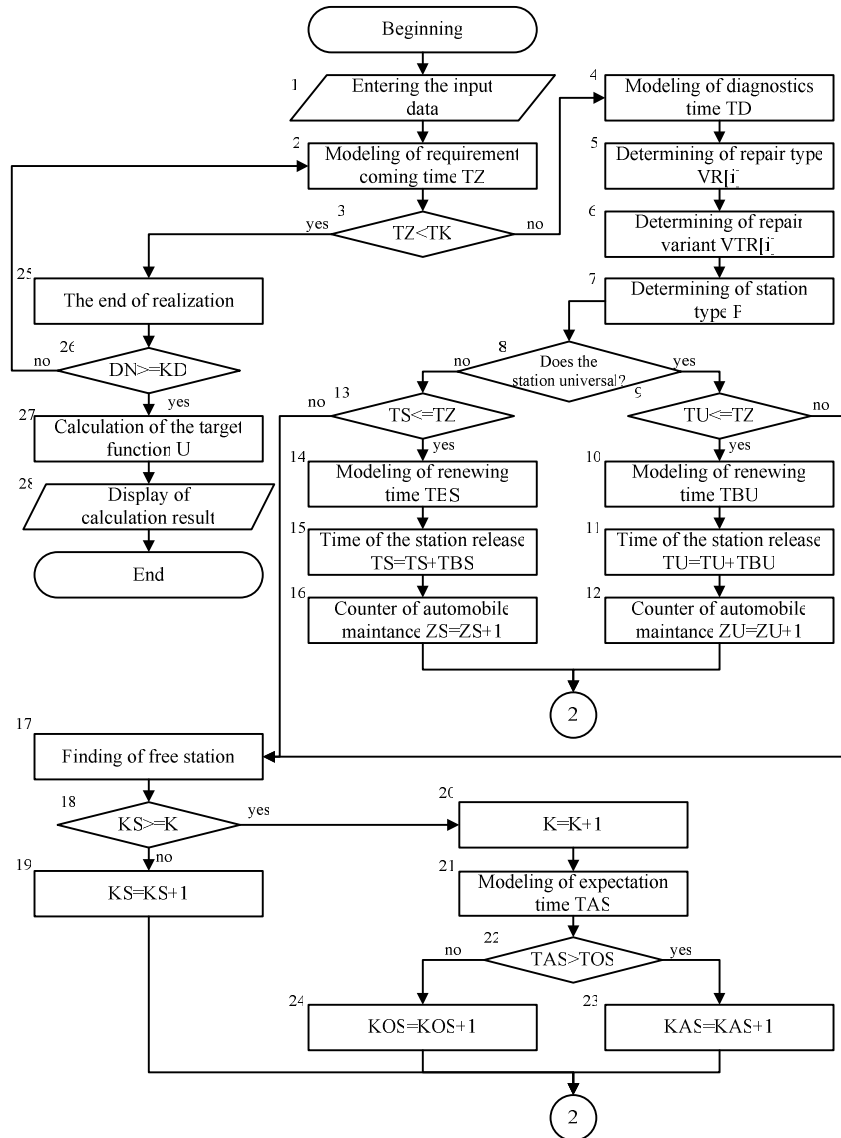 Beginning
1
Entering the input
data
2
Modeling of requirement
coming time TZ
3
yes
TZ<TK
no
4
Modeling of diagnostics
time TD
5
Determining of repair type
VR[i]
6
Determining of repair
variant VTR[i]
7
Determining of station
type F
25
The end of realization
26
no
DN>=KD
yes
27
Calculation of the target
function U
28
Display of
calculation result
End
8
no
Does the
station universal?
yes
13
no
TS<=TZ
yes
9
TU<=TZ
no
yes
14
Modeling of renewing
time TES
10
Modeling of renewing
time TBU
15
Time of the station release
TS=TS+TBS
11
Time of the station release
TU=TU+TBU
16
Counter of automobile
maintance ZS=ZS+1
12
Counter of automobile
maintance ZU=ZU+1
2
17
Finding of free station
18
KS>=K
yes
no
19
KS=KS+1
20
K=K+1
21
Modeling of expectation
time TAS
22
no
TAS>TOS
yes
24
KOS=KOS+1
23
KAS=KAS+1
2